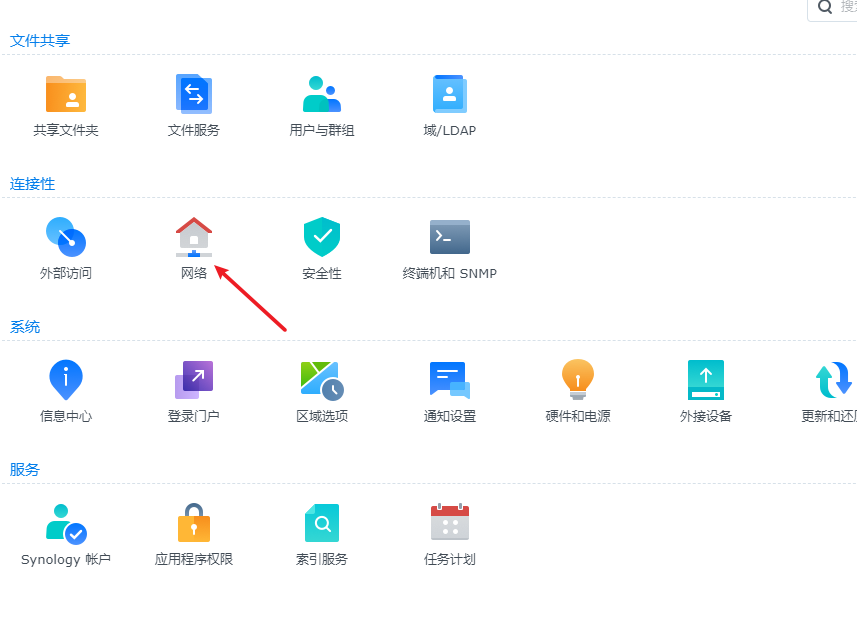 搜
文件共享
共享文件夹
文件服务
用户与群组
域/LDAP
连接性
外部访问
网络
安全性
终端机和 SNMP
系统
信息中心
登录门户
区域选项
通知设置
硬件和电源
外接设备
更新和还
服务
Synology 帐户
应用程序权限
索引服务
任务计划